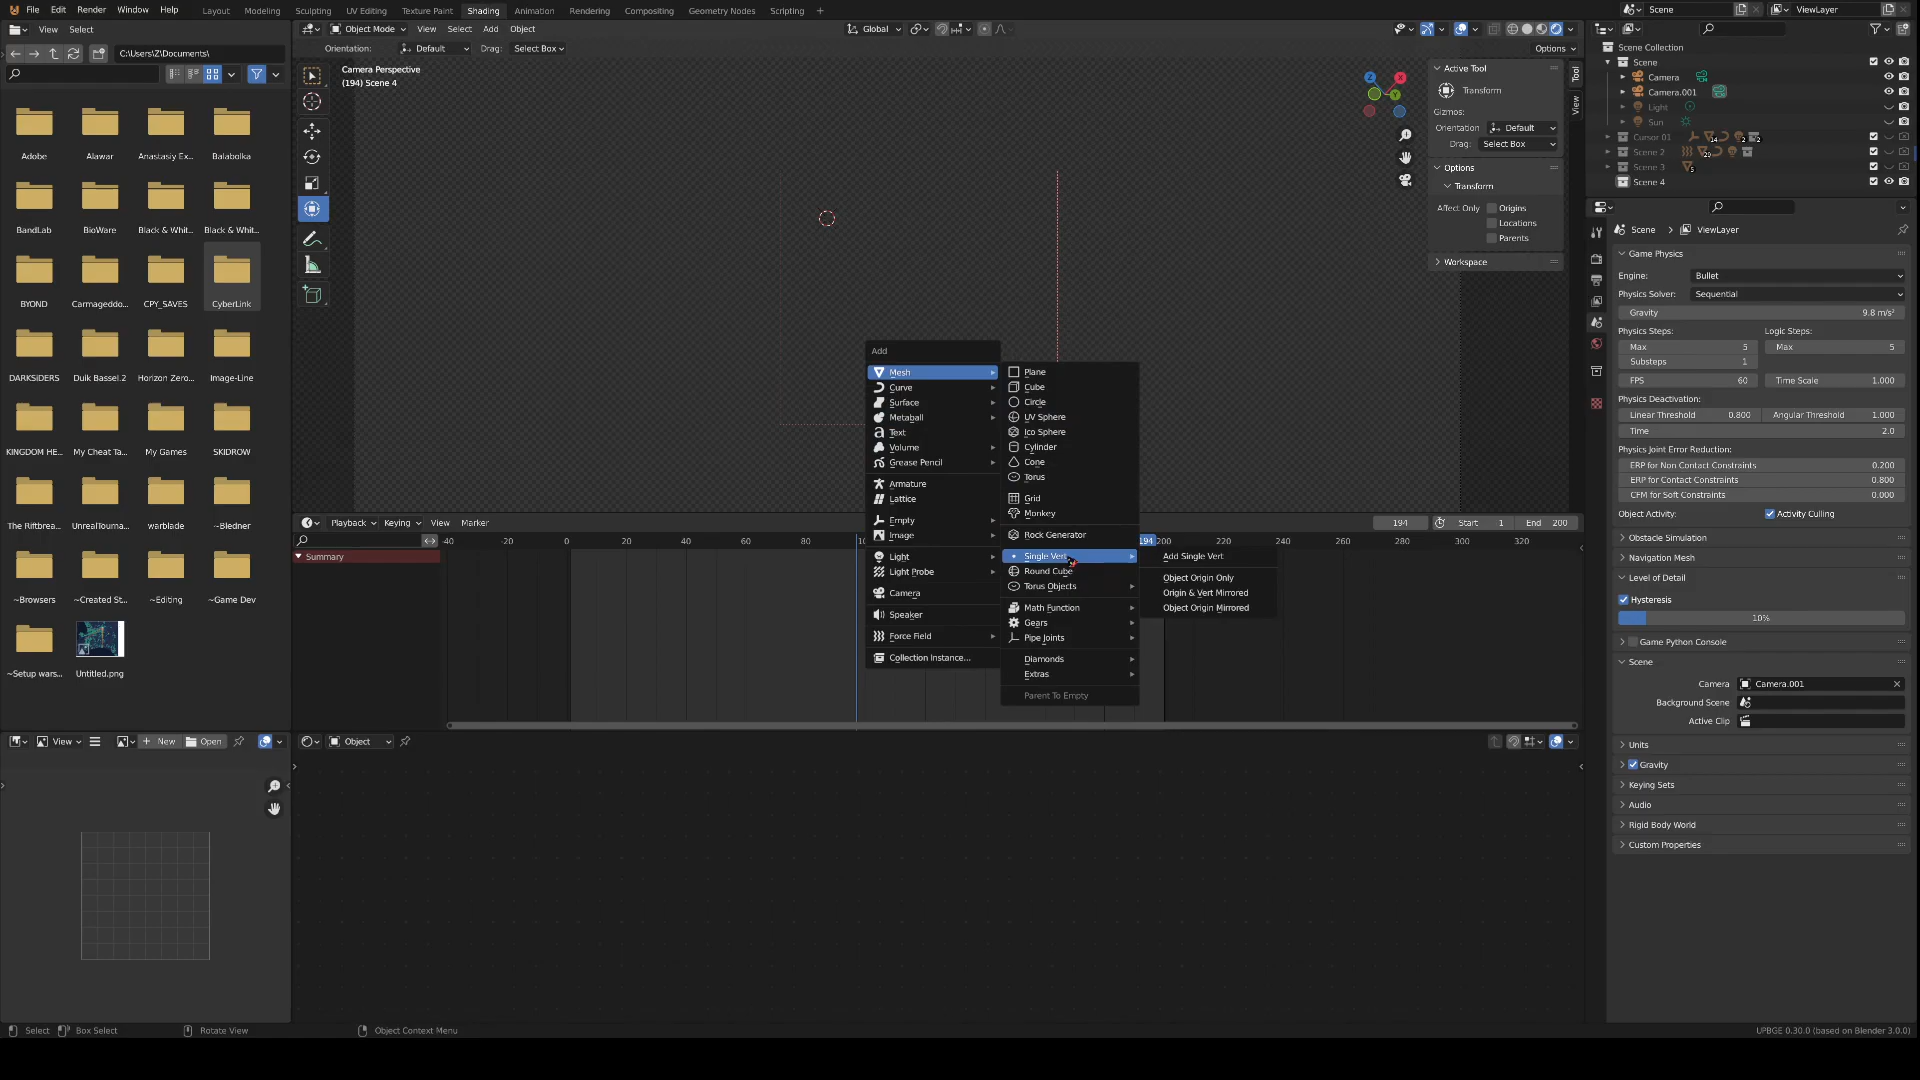 File Edit Render Window Help Layout Modeling Sculpting UV Editing Texture Paint Shading Animation Rendering Compositing Geometry Nodes Scripting + Scene ViewLayer
View Select
Object Mode View Select Add Object Global
C:\Users\Z\Documents\
Orientation: Default Drag: Select Box Options
Camera Perspective
(194) Scene 4
Z X Y
Active Tool
Transform
Gizmos:
Orientation Default
Drag: Select Box
Options
Transform
Affect Only Origins
Locations
Parents
Workspace
Tool
View
Scene Collection
Scene
Camera
Camera.001
Light
Sun
Cursor 01 14 2 2
Scene 2 29
Scene 3 5
Scene 4
Adobe Alawar Anastasiy Ex... Balabolka
BandLab BioWare Black & Whit... Black & Whit...
BYOND Carmageddo... CPY_SAVES CyberLink
DARKSiDERS Duik Bassel.2 Horizon Zero... Image-Line
KINGDOM HE... My Cheat Ta... My Games SKIDROW
The Riftbrea... UnrealTourna... warblade ~Bledner
~Browsers ~Created St... ~Editing ~Game Dev
~Setup wars... Untitled.png
Add
Mesh
Curve
Surface
Metaball
Text
Volume
Grease Pencil
Armature
Lattice
Empty
Image
Light
Light Probe
Camera
Speaker
Force Field
Collection Instance...
Plane
Cube
Circle
UV Sphere
Ico Sphere
Cylinder
Cone
Torus
Grid
Monkey
Rock Generator
Single Vert
Round Cube
Torus Objects
Math Function
Gears
Pipe Joints
Diamonds
Extras
Parent To Empty
Add Single Vert
Object Origin Only
Origin & Vert Mirrored
Object Origin Mirrored
Playback Keying View Marker 194 Start 1 End 200
-40 -20 0 20 40 60 80 194 200 220 240 260 280 300 320
Summary
Scene > ViewLayer
Game Physics
Engine: Bullet
Physics Solver: Sequential
Gravity 9.8 m/s²
Physics Steps: Logic Steps:
Max 5 Max 5
Substeps 1
FPS 60 Time Scale 1.000
Physics Deactivation:
Linear Threshold 0.800 Angular Threshold 1.000
Time 2.0
Physics Joint Error Reduction:
ERP for Non Contact Constraints 0.200
ERP for Contact Constraints 0.800
CFM for Soft Constraints 0.000
Object Activity: Activity Culling
Obstacle Simulation
Navigation Mesh
Level of Detail
Hysteresis
10%
Game Python Console
Scene
Camera Camera.001
Background Scene
Active Clip
Units
Gravity
Keying Sets
Audio
Rigid Body World
Custom Properties
View New Open
Object
Select Box Select Rotate View Object Context Menu UPBGE 0.30.0 (based on Blender 3.0.0)